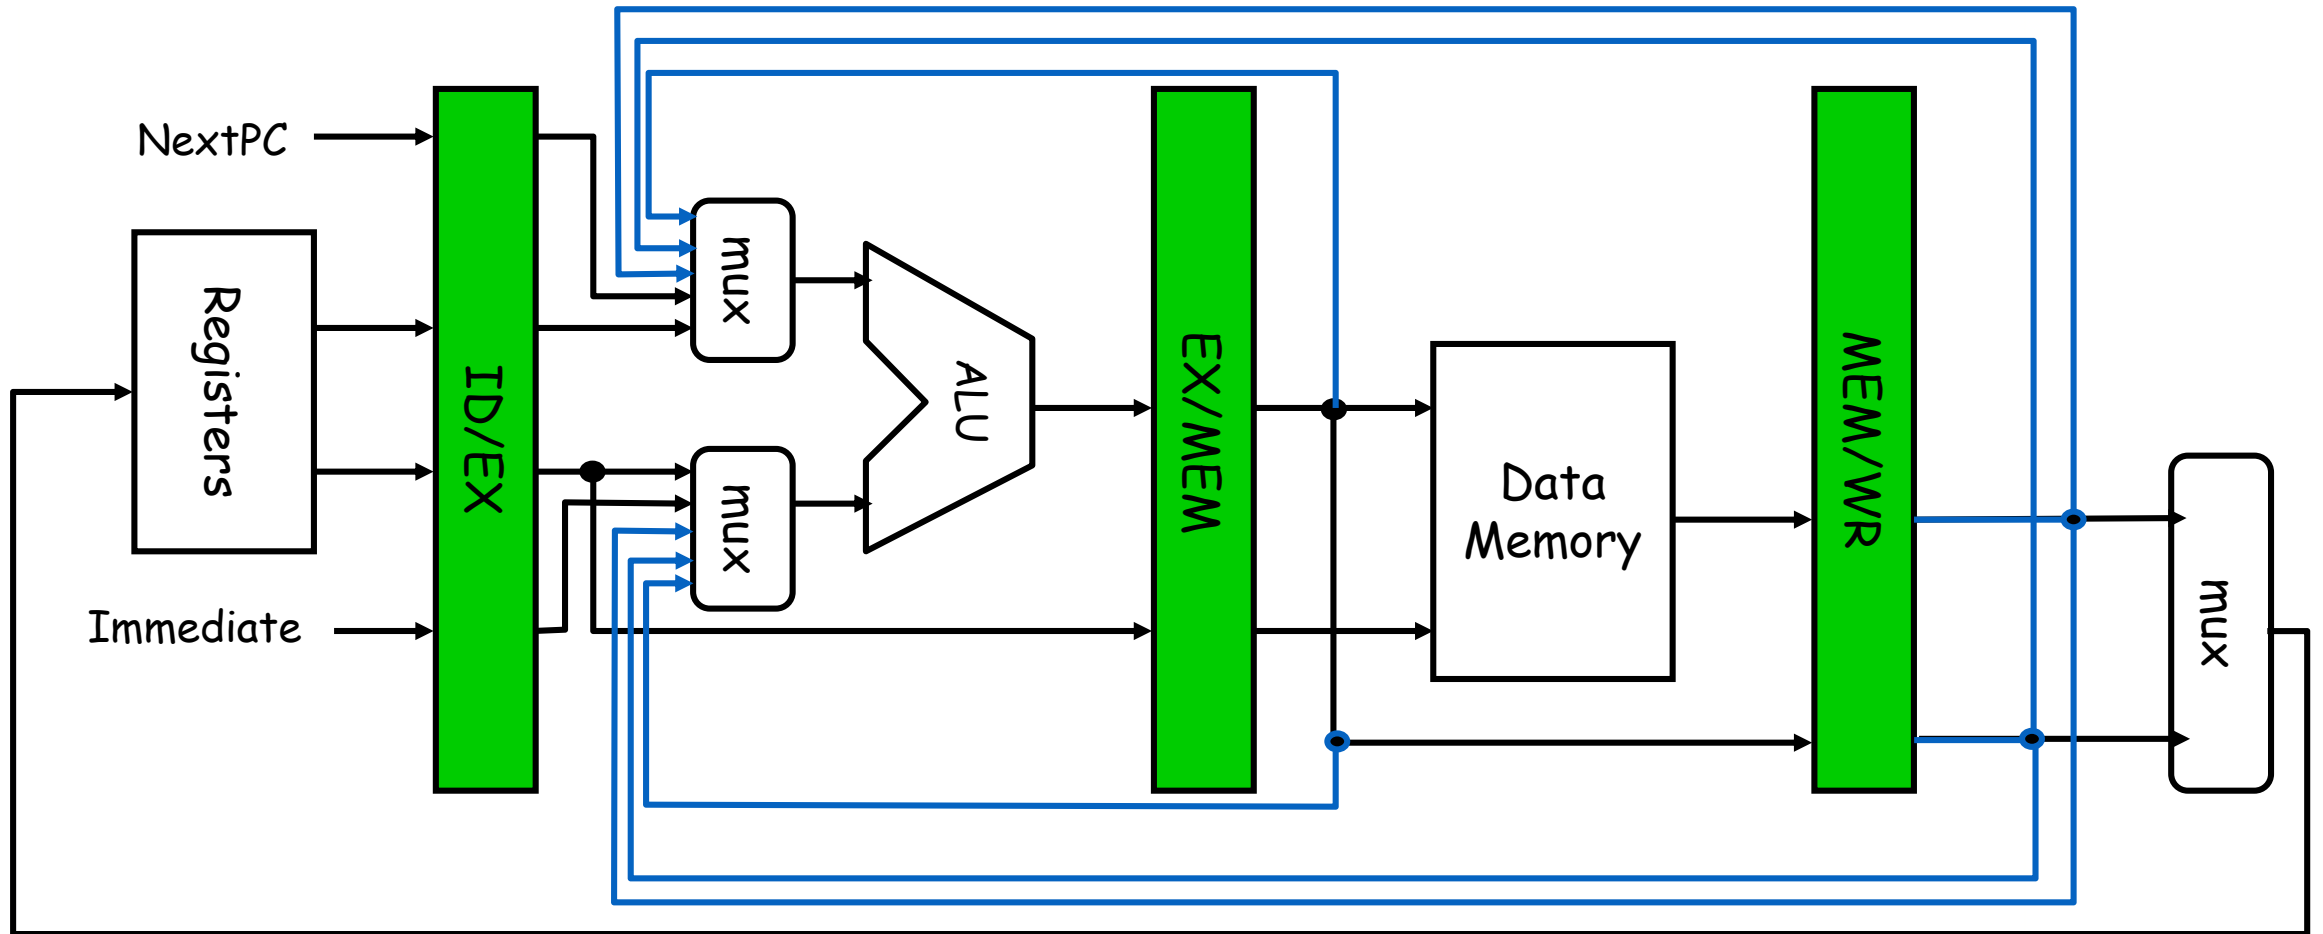 NextPC
Registers
Immediate
ID/EX
mux
mux
ALU
EX/MEM
Data
Memory
MEM/WR
mux